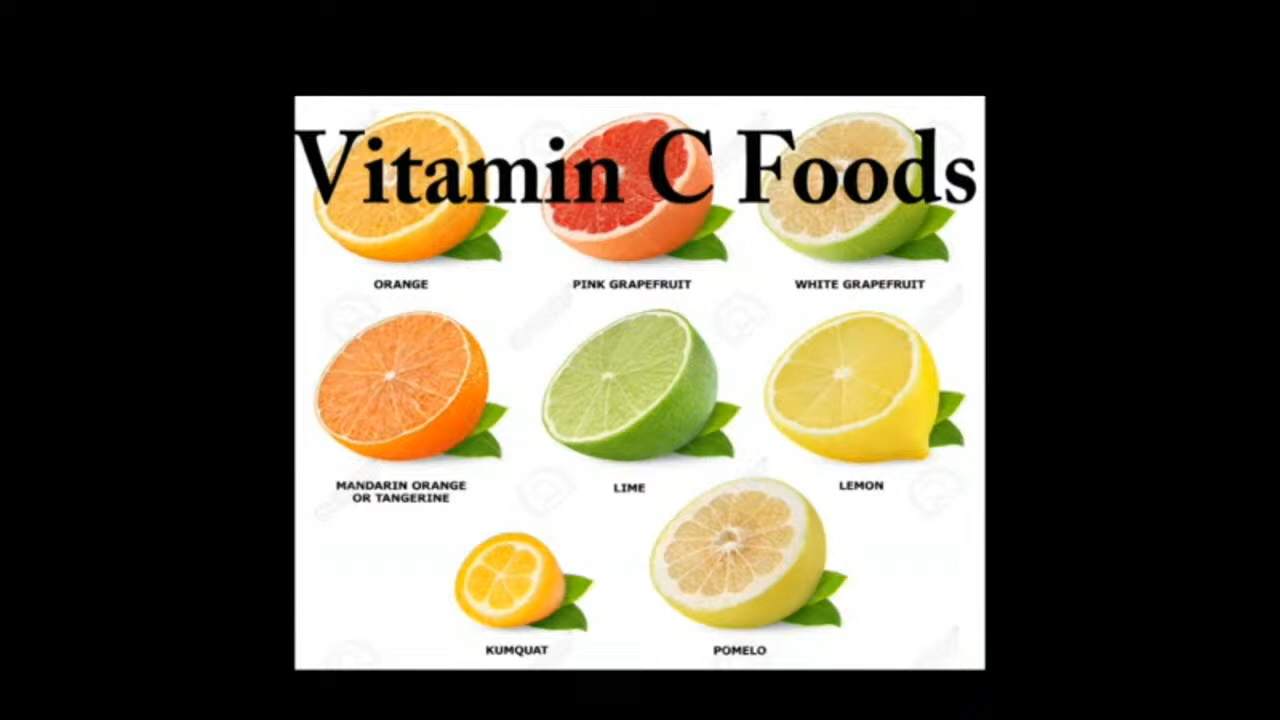 Vitamin C Foods
ORANGE
PINK GRAPEFRUIT
WHITE GRAPEFRUIT
MANDARIN ORANGE
OR TANGERINE
LIME
LEMON
KUMQUAT
POMELO